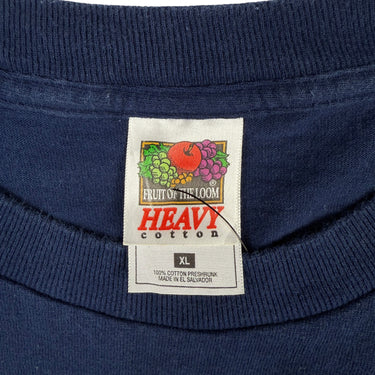 FRUIT OF THE LOOM
®
HEAVY
cotton
XL
100% COTTON PRESHRUNK
MADE IN EL SALVADOR